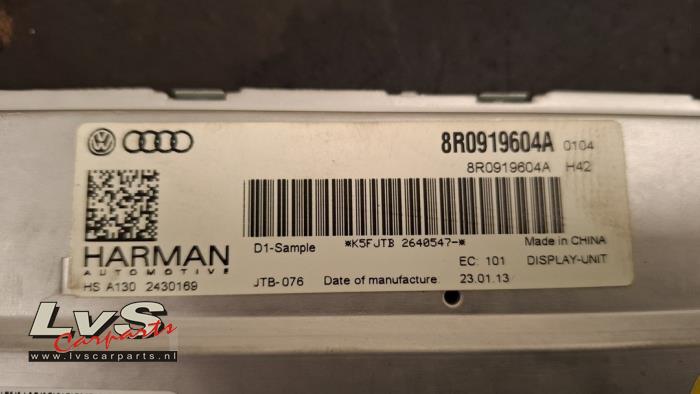 8R0919604A 0104
8R0919604A H42
D1-Sample *K5FJTB 2640547-*
Made in CHINA
HARMAN
AUTOMOTIVE
EC: 101 DISPLAY-UNIT
HS A130 2430169
JTB-076 Date of manufacture: 23.01.13
LvS
Carparts
www.lvscarparts.nl